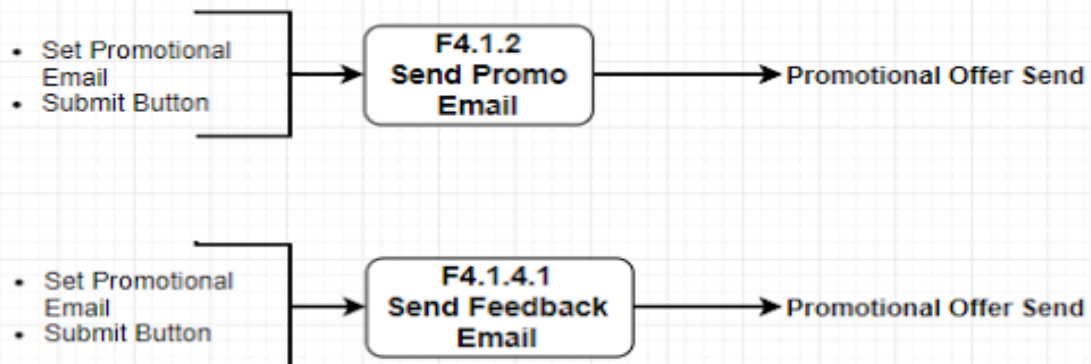 • Set Promotional
Email
• Submit Button
F4.1.2
Send Promo
Email
Promotional Offer Send
• Set Promotional
Email
• Submit Button
F4.1.4.1
Send Feedback
Email
Promotional Offer Send